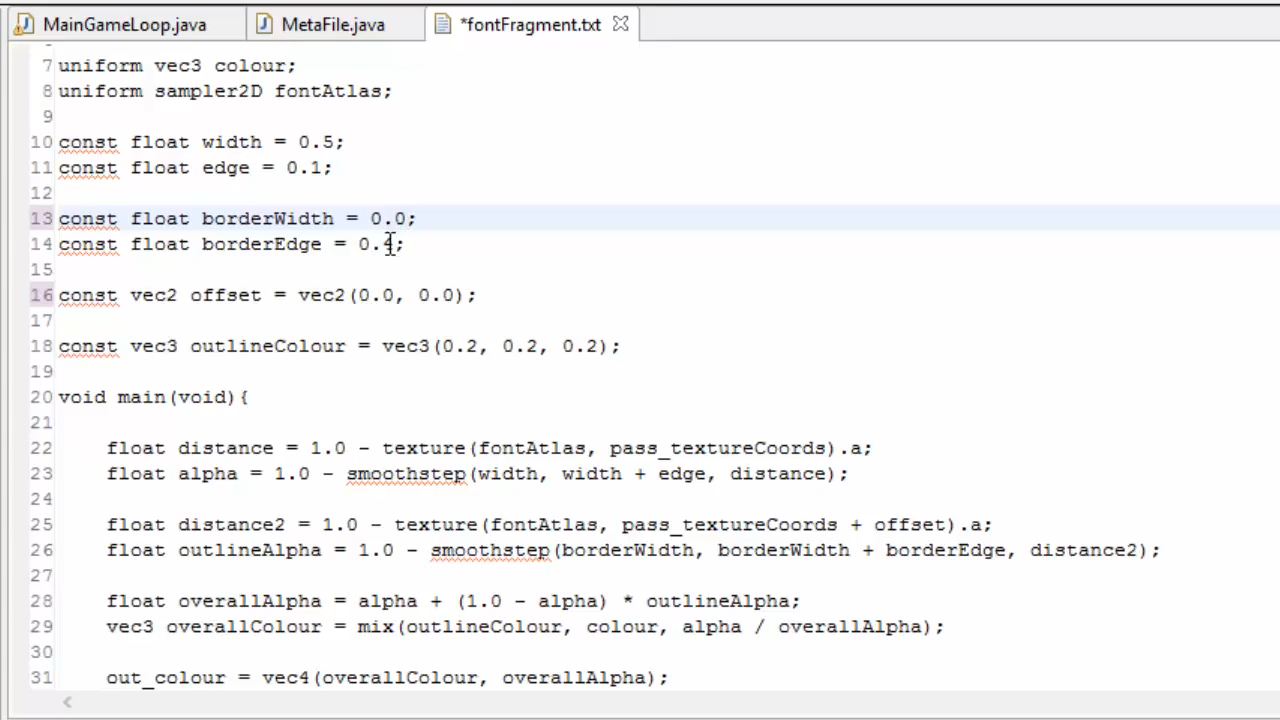 MainGameLoop.java MetaFile.java *fontFragment.txt
7 uniform vec3 colour;
8 uniform sampler2D fontAtlas;
9
10 const float width = 0.5;
11 const float edge = 0.1;
12
13 const float borderWidth = 0.0;
14 const float borderEdge = 0.4;
15
16 const vec2 offset = vec2(0.0, 0.0);
17
18 const vec3 outlineColour = vec3(0.2, 0.2, 0.2);
19
20 void main(void){
21
22 float distance = 1.0 - texture(fontAtlas, pass_textureCoords).a;
23 float alpha = 1.0 - smoothstep(width, width + edge, distance);
24
25 float distance2 = 1.0 - texture(fontAtlas, pass_textureCoords + offset).a;
26 float outlineAlpha = 1.0 - smoothstep(borderWidth, borderWidth + borderEdge, distance2);
27
28 float overallAlpha = alpha + (1.0 - alpha) * outlineAlpha;
29 vec3 overallColour = mix(outlineColour, colour, alpha / overallAlpha);
30
31 out_colour = vec4(overallColour, overallAlpha);